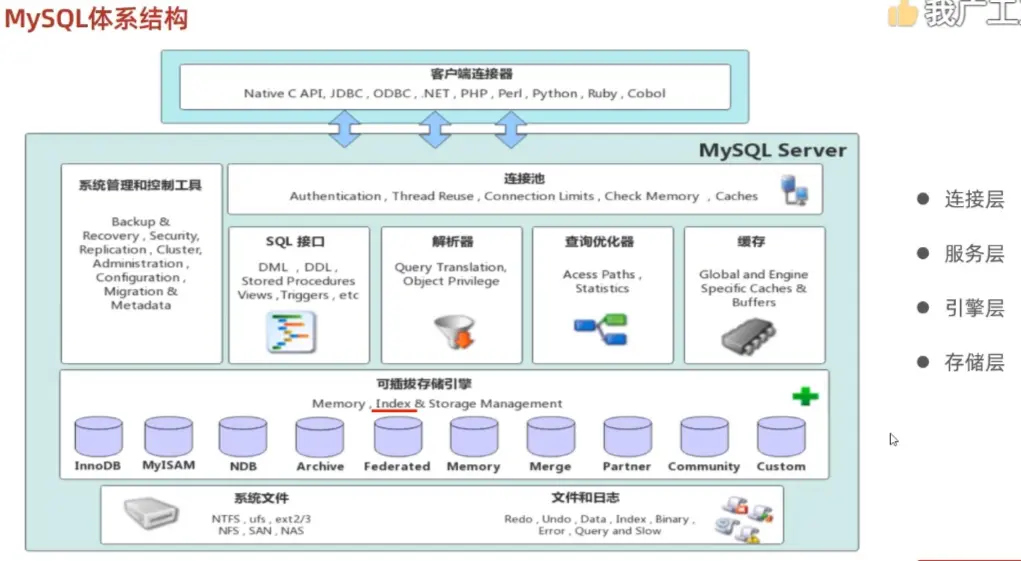 MySQL体系结构
我广工
客户端连接器
Native C API, JDBC , ODBC , .NET , PHP , Perl , Python , Ruby , Cobol
MySQL Server
系统管理和控制工具
Backup &
Recovery , Security,
Replication , Cluster,
Administration ,
Configuration ,
Migration &
Metadata
连接池
Authentication , Thread Reuse , Connection Limits , Check Memory , Caches
SQL 接口
DML , DDL ,
Stored Procedures
Views ,Triggers , etc
解析器
Query Translation,
Object Privilege
查询优化器
Acess Paths ,
Statistics
缓存
Global and Engine
Specific Caches &
Buffers
可插拔存储引擎
Memory , Index & Storage Management
InnoDB
MyISAM
NDB
Archive
Federated
Memory
Merge
Partner
Community
Custom
系统文件
NTFS , ufs , ext2/3
NFS , SAN , NAS
文件和日志
Redo , Undo , Data , Index , Binary ,
Error , Query and Slow
● 连接层
● 服务层
● 引擎层
● 存储层